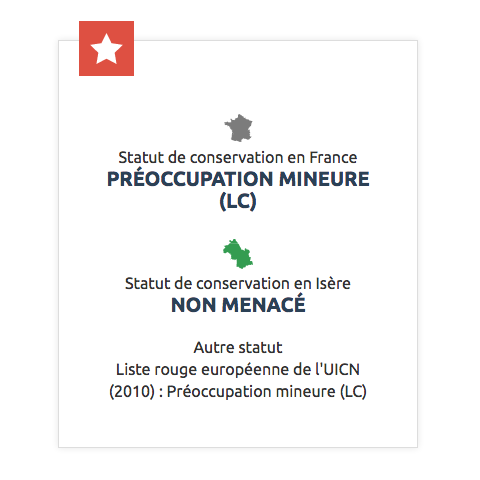 Statut de conservation en France
PRÉOCCUPATION MINEURE
(LC)
Statut de conservation en Isère
NON MENACÉ
Autre statut
Liste rouge européenne de l'UICN
(2010) : Préoccupation mineure (LC)